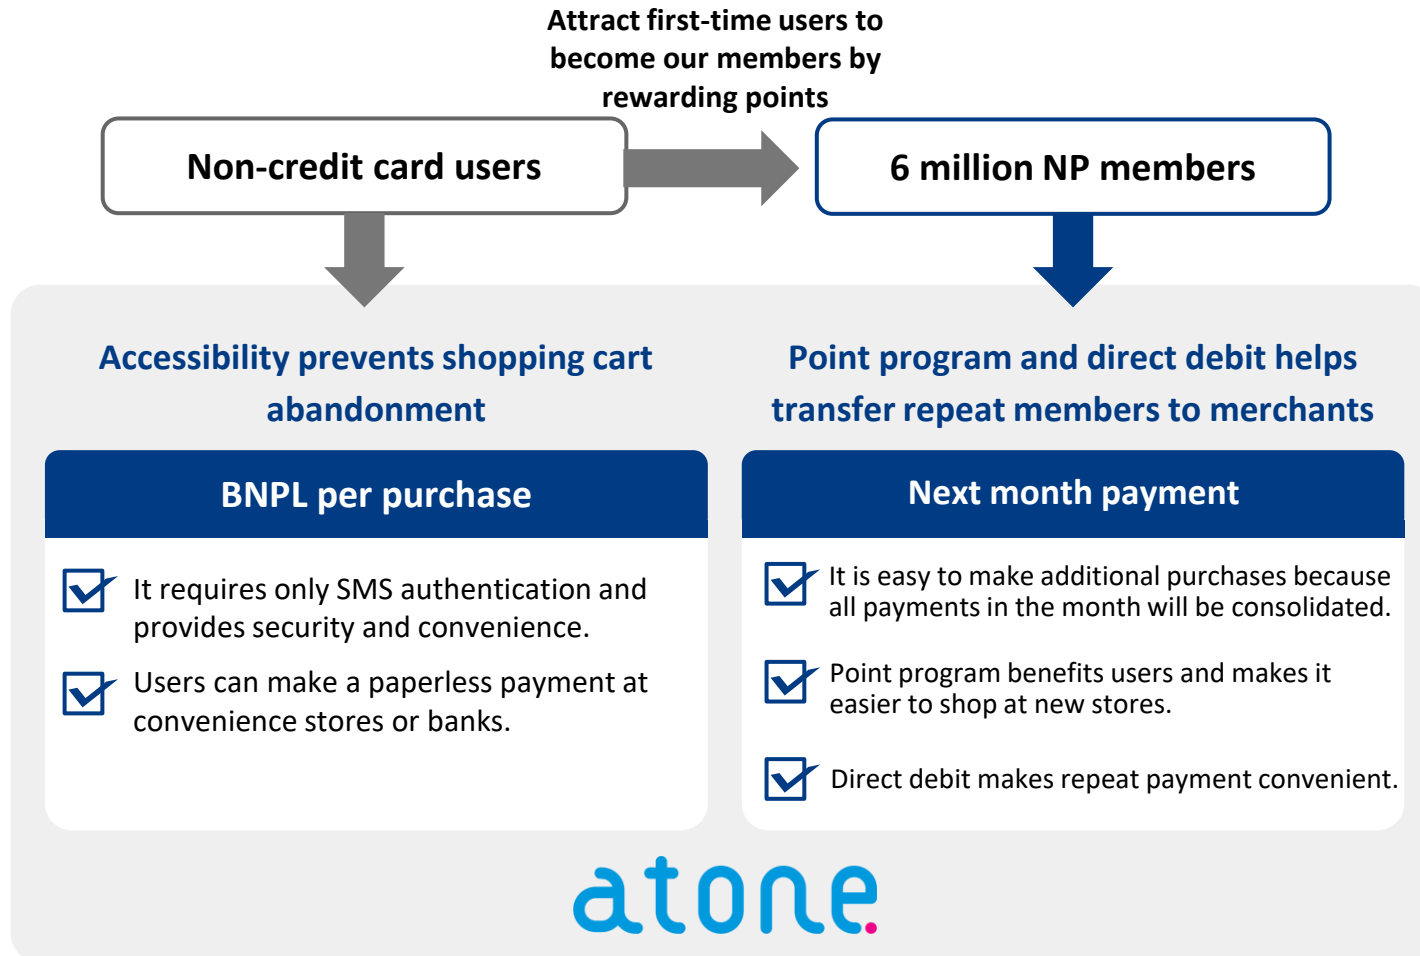 Attract first-time users to
become our members by
rewarding points
Non-credit card users
6 million NP members
Accessibility prevents shopping cart
abandonment
Point program and direct debit helps
transfer repeat members to merchants
BNPL per purchase
It requires only SMS authentication and
provides security and convenience.
Users can make a paperless payment at
convenience stores or banks.
Next month payment
It is easy to make additional purchases because
all payments in the month will be consolidated.
Point program benefits users and makes it
easier to shop at new stores.
Direct debit makes repeat payment convenient.
atone.